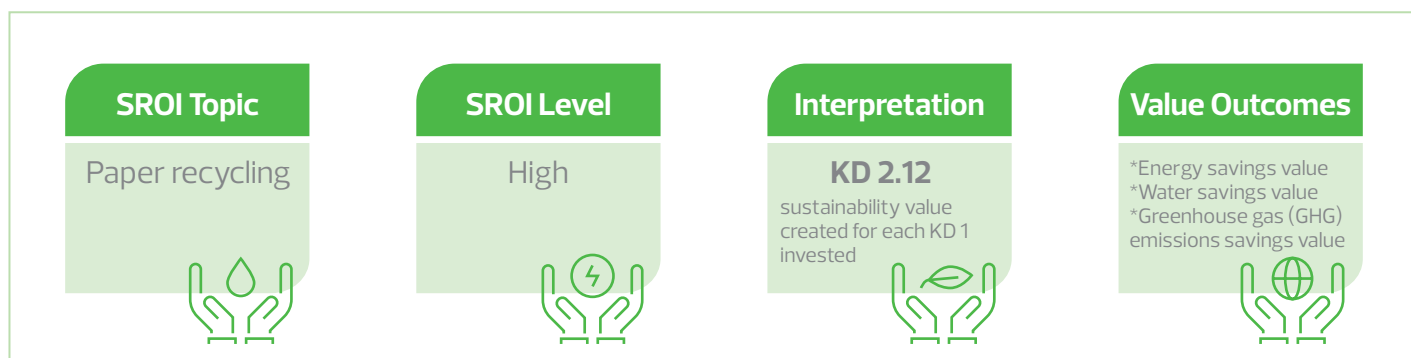 SROI Topic
Paper recycling
SROI Level
High
Interpretation
KD 2.12
sustainability value
created for each KD 1
invested
Value Outcomes
*Energy savings value
*Water savings value
*Greenhouse gas (GHG)
emissions savings value